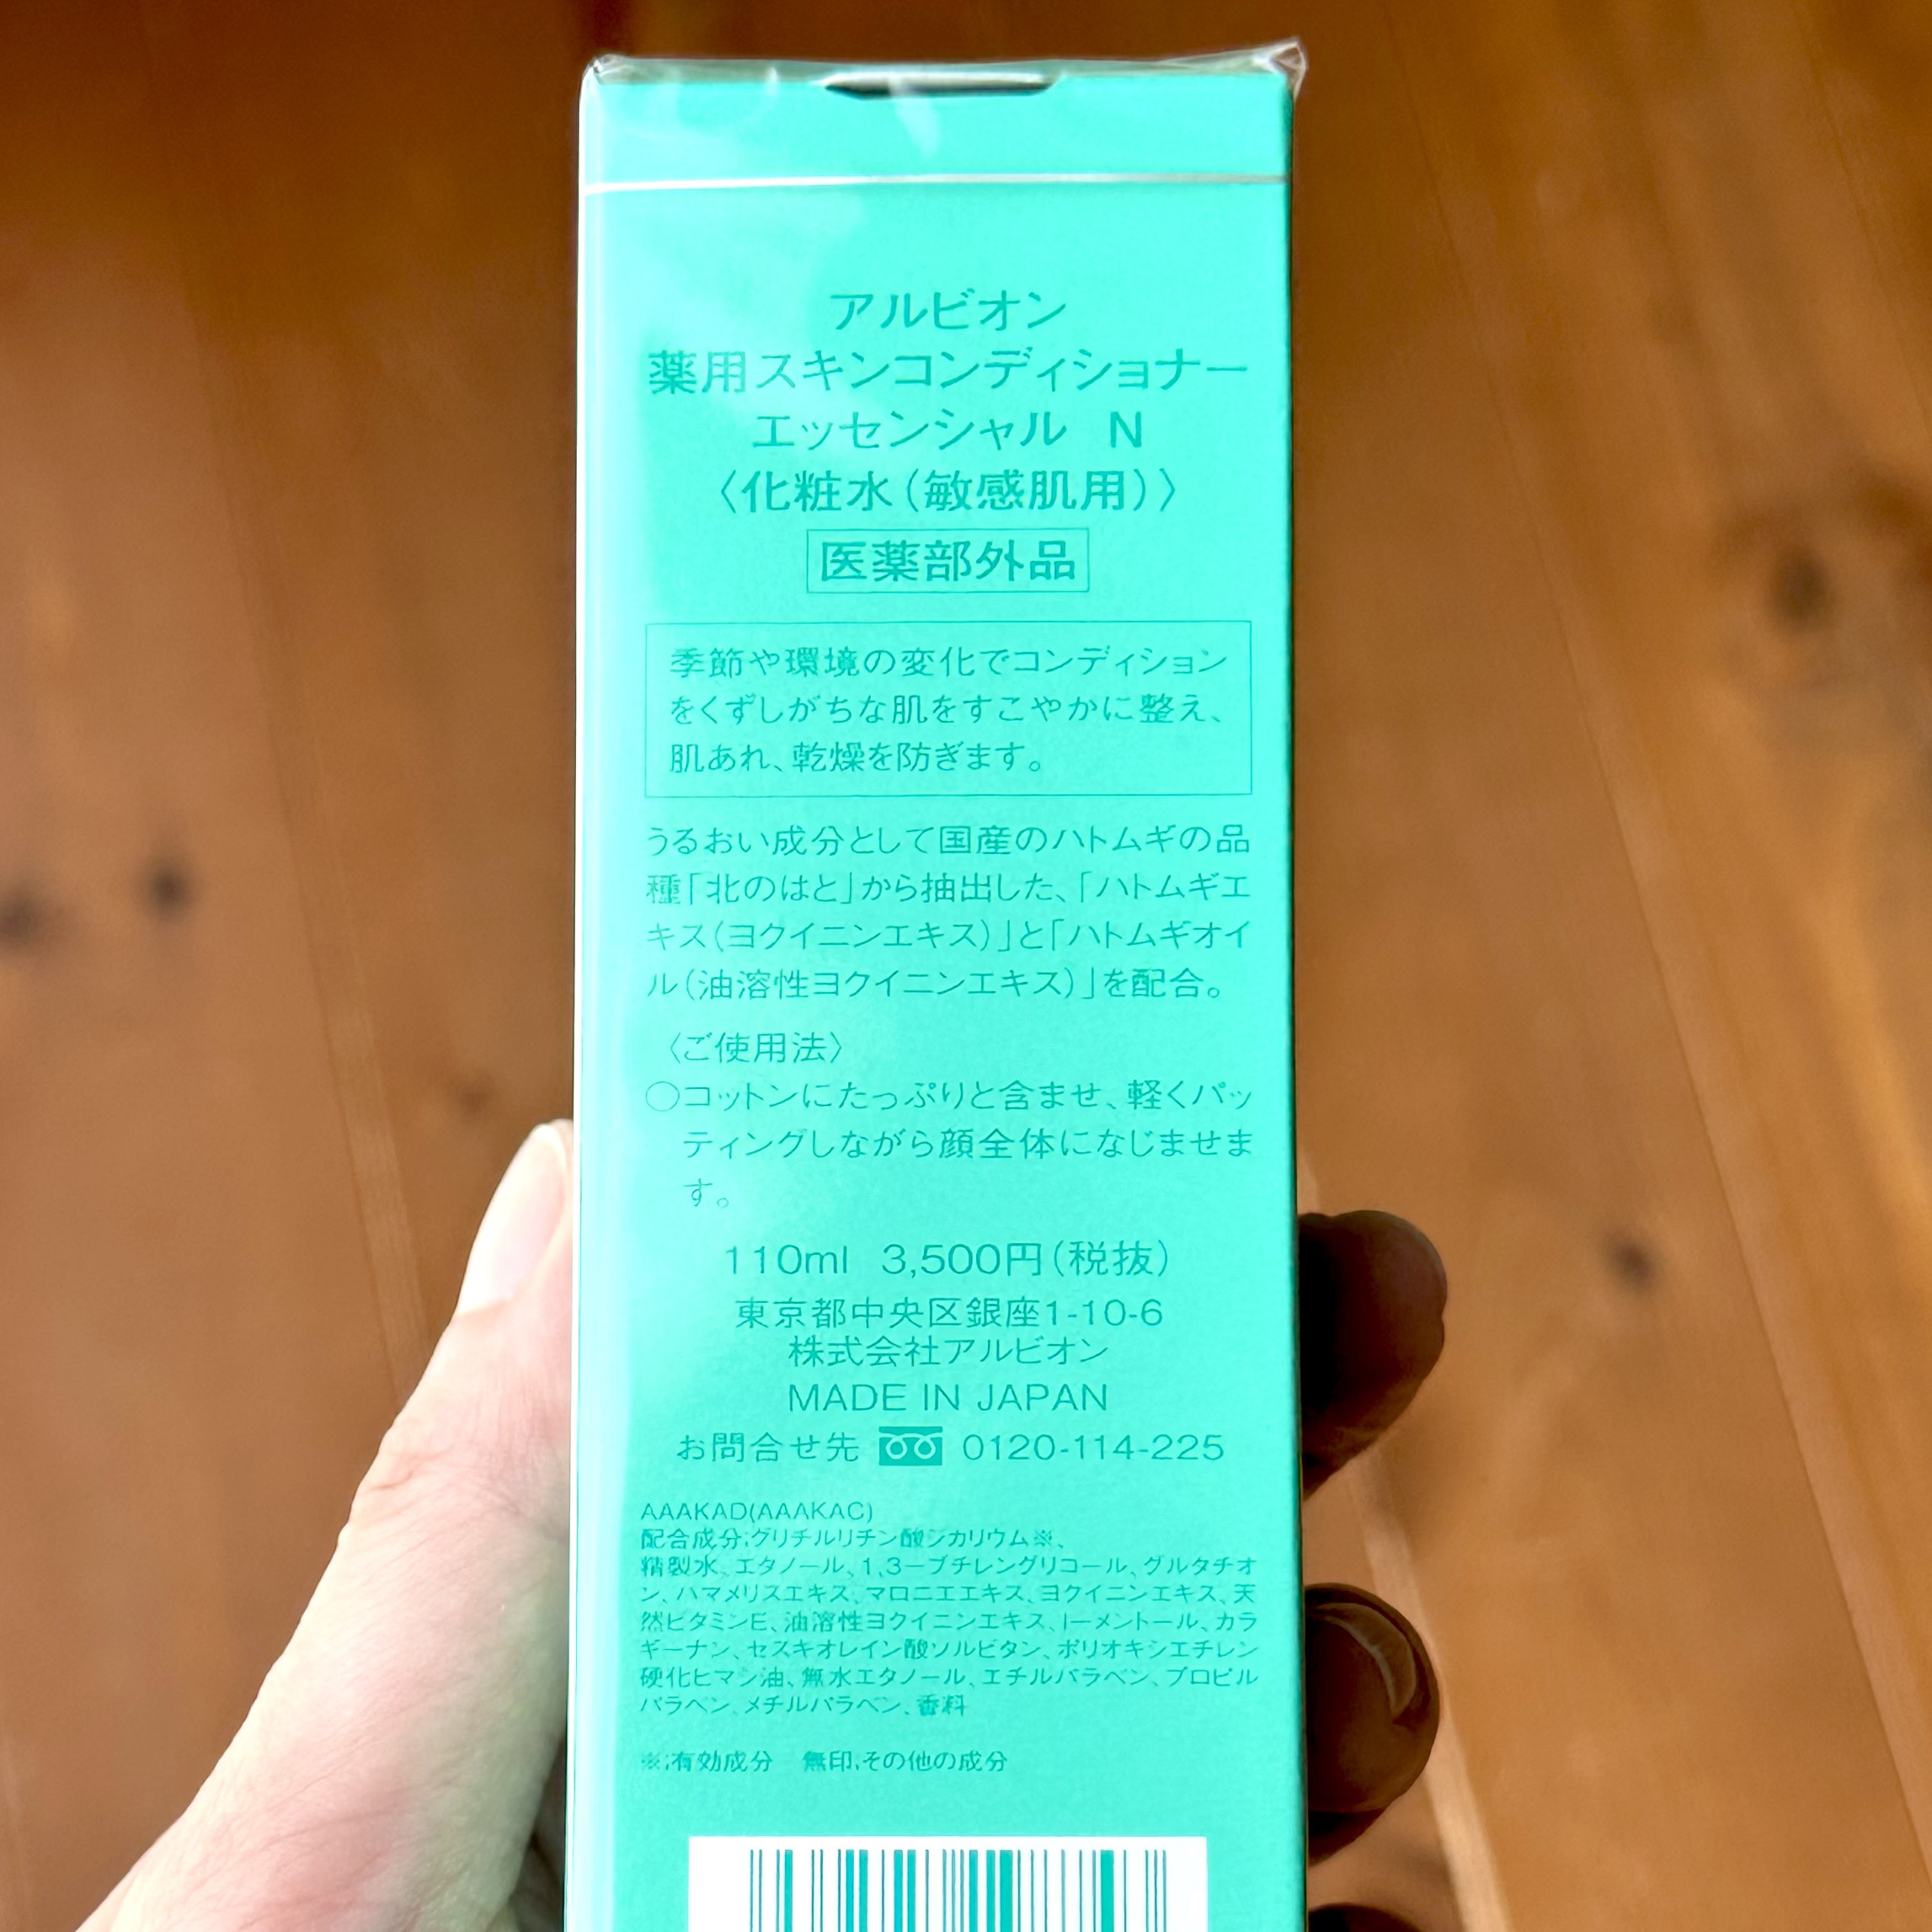 アルビオン
薬用スキンコンディショナー
エッセンシャル N
〈化粧水(敏感肌用)〉
医薬部外品
季節や環境の変化でコンディション
をくずしがちな肌をすこやかに整え、
肌あれ、乾燥を防ぎます。
うるおい成分として国産のハトムギの品
種「北のはと」から抽出した、「ハトムギエ
キス(ヨクイニンエキス)」と「ハトムギオイ
ル(油溶性ヨクイニンエキス)」を配合。
〈ご使用法〉
○コットンにたっぷりと含ませ、軽くパッ
ティングしながら顔全体になじませま
す。
110ml 3,500円(税抜)
東京都中央区銀座1-10-6
株式会社アルビオン
MADE IN JAPAN
お問合せ先 0120-114-225
AAAKAD(AAAKAC)
配合成分:グリチルリチン酸ジカリウム※、
精製水、エタノール、1,3-ブチレングリコール、グルタチオ
ン、ハマメリスエキス、マロニエエキス、ヨクイニンエキス、天
然ビタミンE、油溶性ヨクイニンエキス、l-メントール、カラ
ギーナン、セスキオレイン酸ソルビタン、ポリオキシエチレン
硬化ヒマシ油、無水エタノール、エチルパラベン、プロピル
パラベン、メチルパラベン、香料
※:有効成分 無印:その他の成分